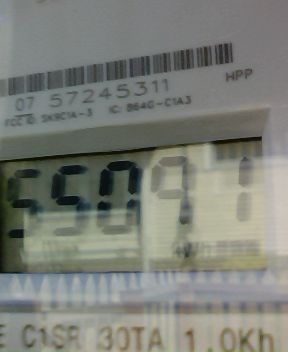 HPP
07 57245311
FCC ID: SK9C1A-3 IC: 864G-C1A3
55091
C1SR 30TA 1.0Kh